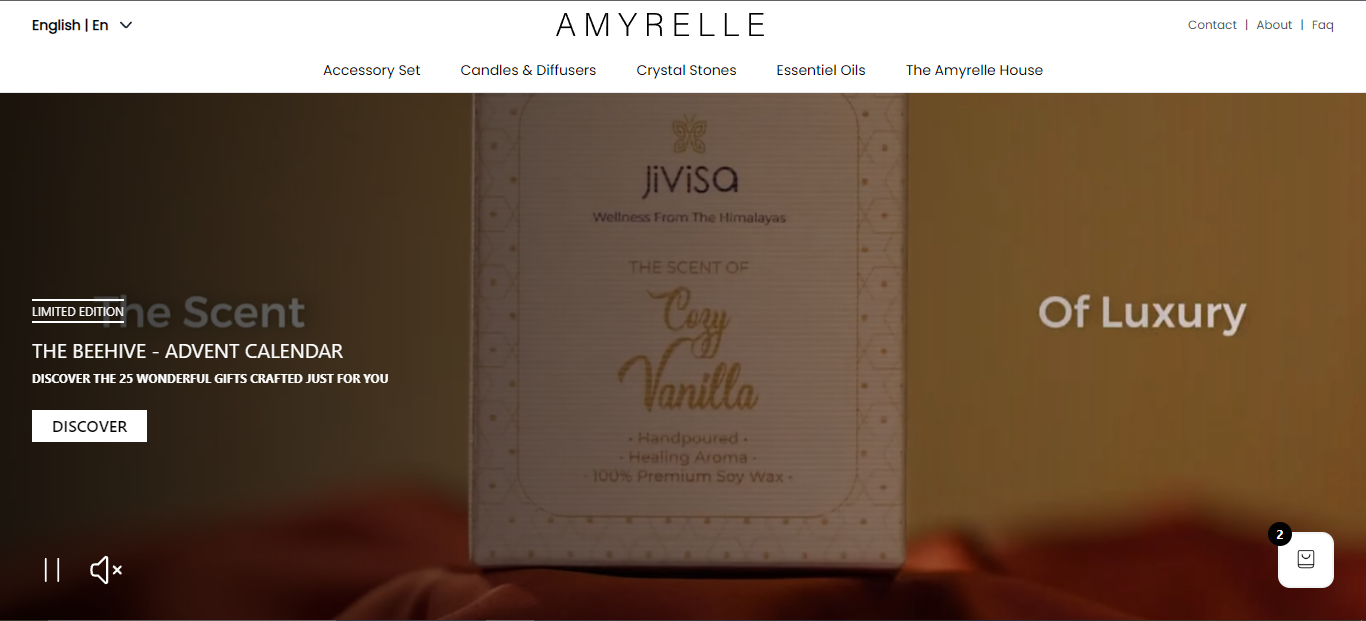 English | En
AMYRELLE
Contact | About | Faq
Accessory Set
Candles & Diffusers
Crystal Stones
Essentiel Oils
The Amyrelle House
Jivisa
Wellness From The Himalayas
THE SCENT OF
Cozy
Vanilla
• Handpoured •
• Healing Aroma •
• 100% Premium Soy Wax •
The Scent
Of Luxury
LIMITED EDITION
THE BEEHIVE - ADVENT CALENDAR
DISCOVER THE 25 WONDERFUL GIFTS CRAFTED JUST FOR YOU
DISCOVER
2